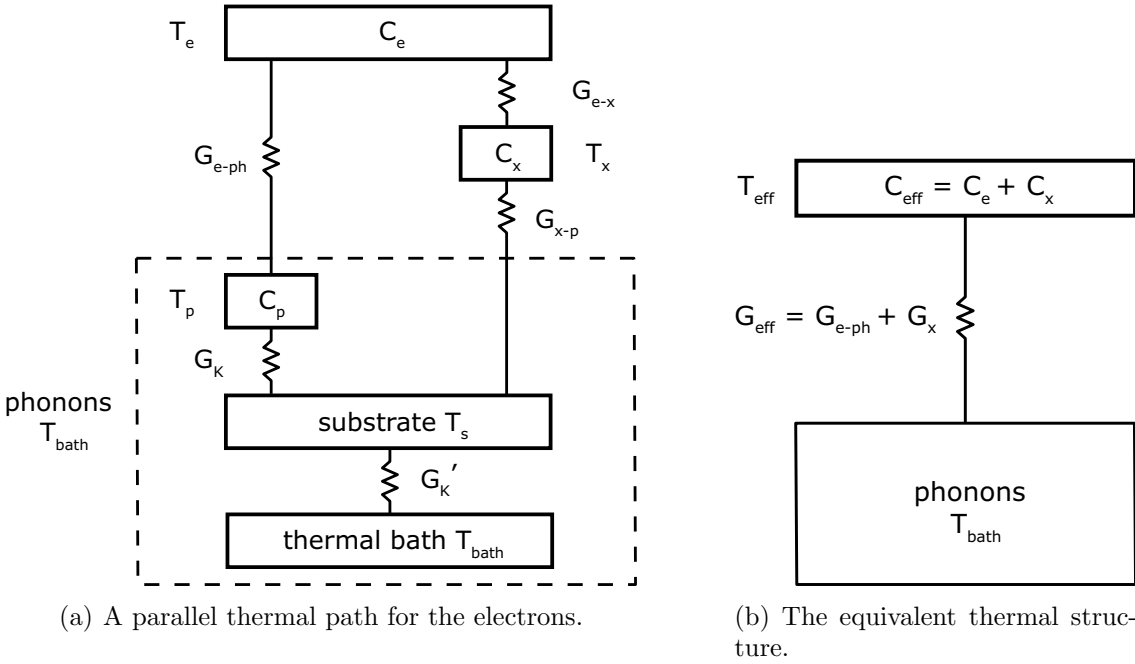 T_e
C_e
G_e-x
C_x
T_x
G_e-ph
G_x-p
T_p
C_p
G_K
phonons
T_bath
substrate T_s
G_K′
thermal bath T_bath
(a) A parallel thermal path for the electrons.
T_eff
C_eff = C_e + C_x
G_eff = G_e-ph + G_x
phonons
T_bath
(b) The equivalent thermal struc-
ture.